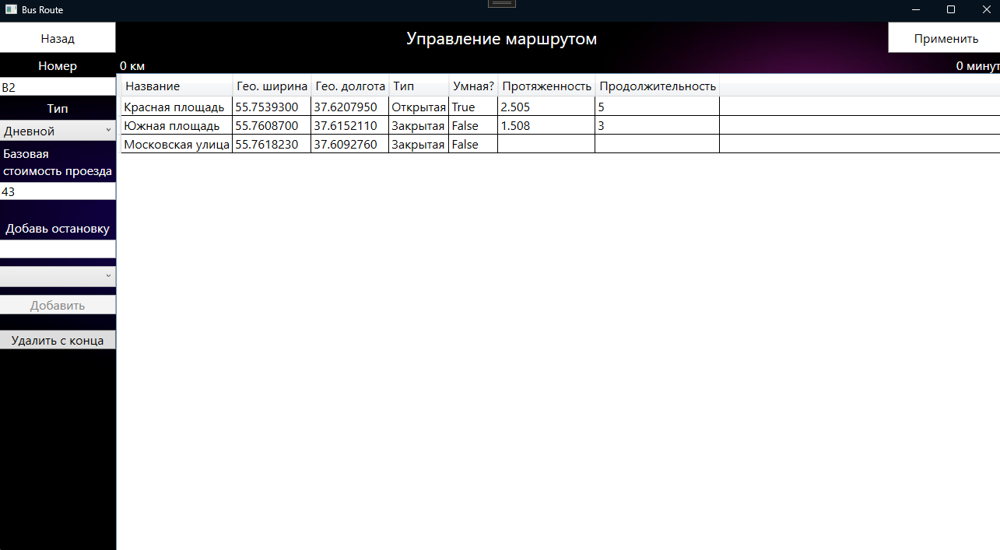 Bus Route
Назад
Управление маршрутом
Применить
Номер
0 км
0 минут
B2
Тип
Дневной
Базовая
стоимость проезда
43
Добавь остановку
Добавить
Удалить с конца
Название Гео. ширина Гео. долгота Тип Умная? Протяженность Продолжительность
Красная площадь 55.7539300 37.6207950 Открытая True 2.505 5
Южная площадь 55.7608700 37.6152110 Закрытая False 1.508 3
Московская улица 55.7618230 37.6092760 Закрытая False